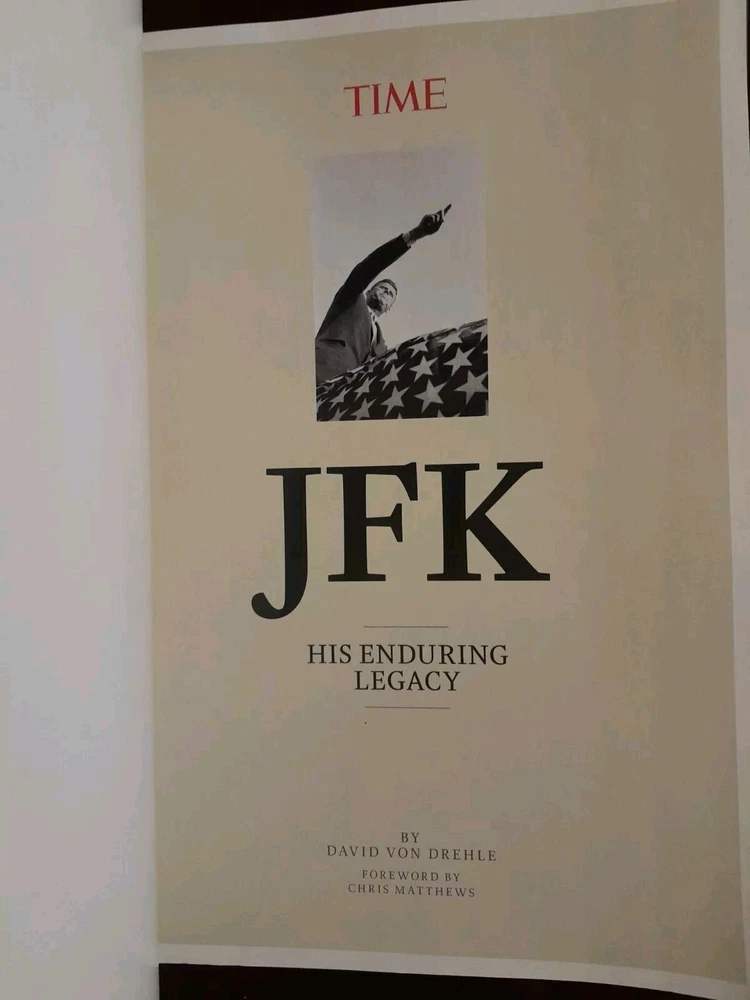 TIME
JFK
HIS ENDURING
LEGACY
BY
DAVID VON DREHLE
FOREWORD BY
CHRIS MATTHEWS